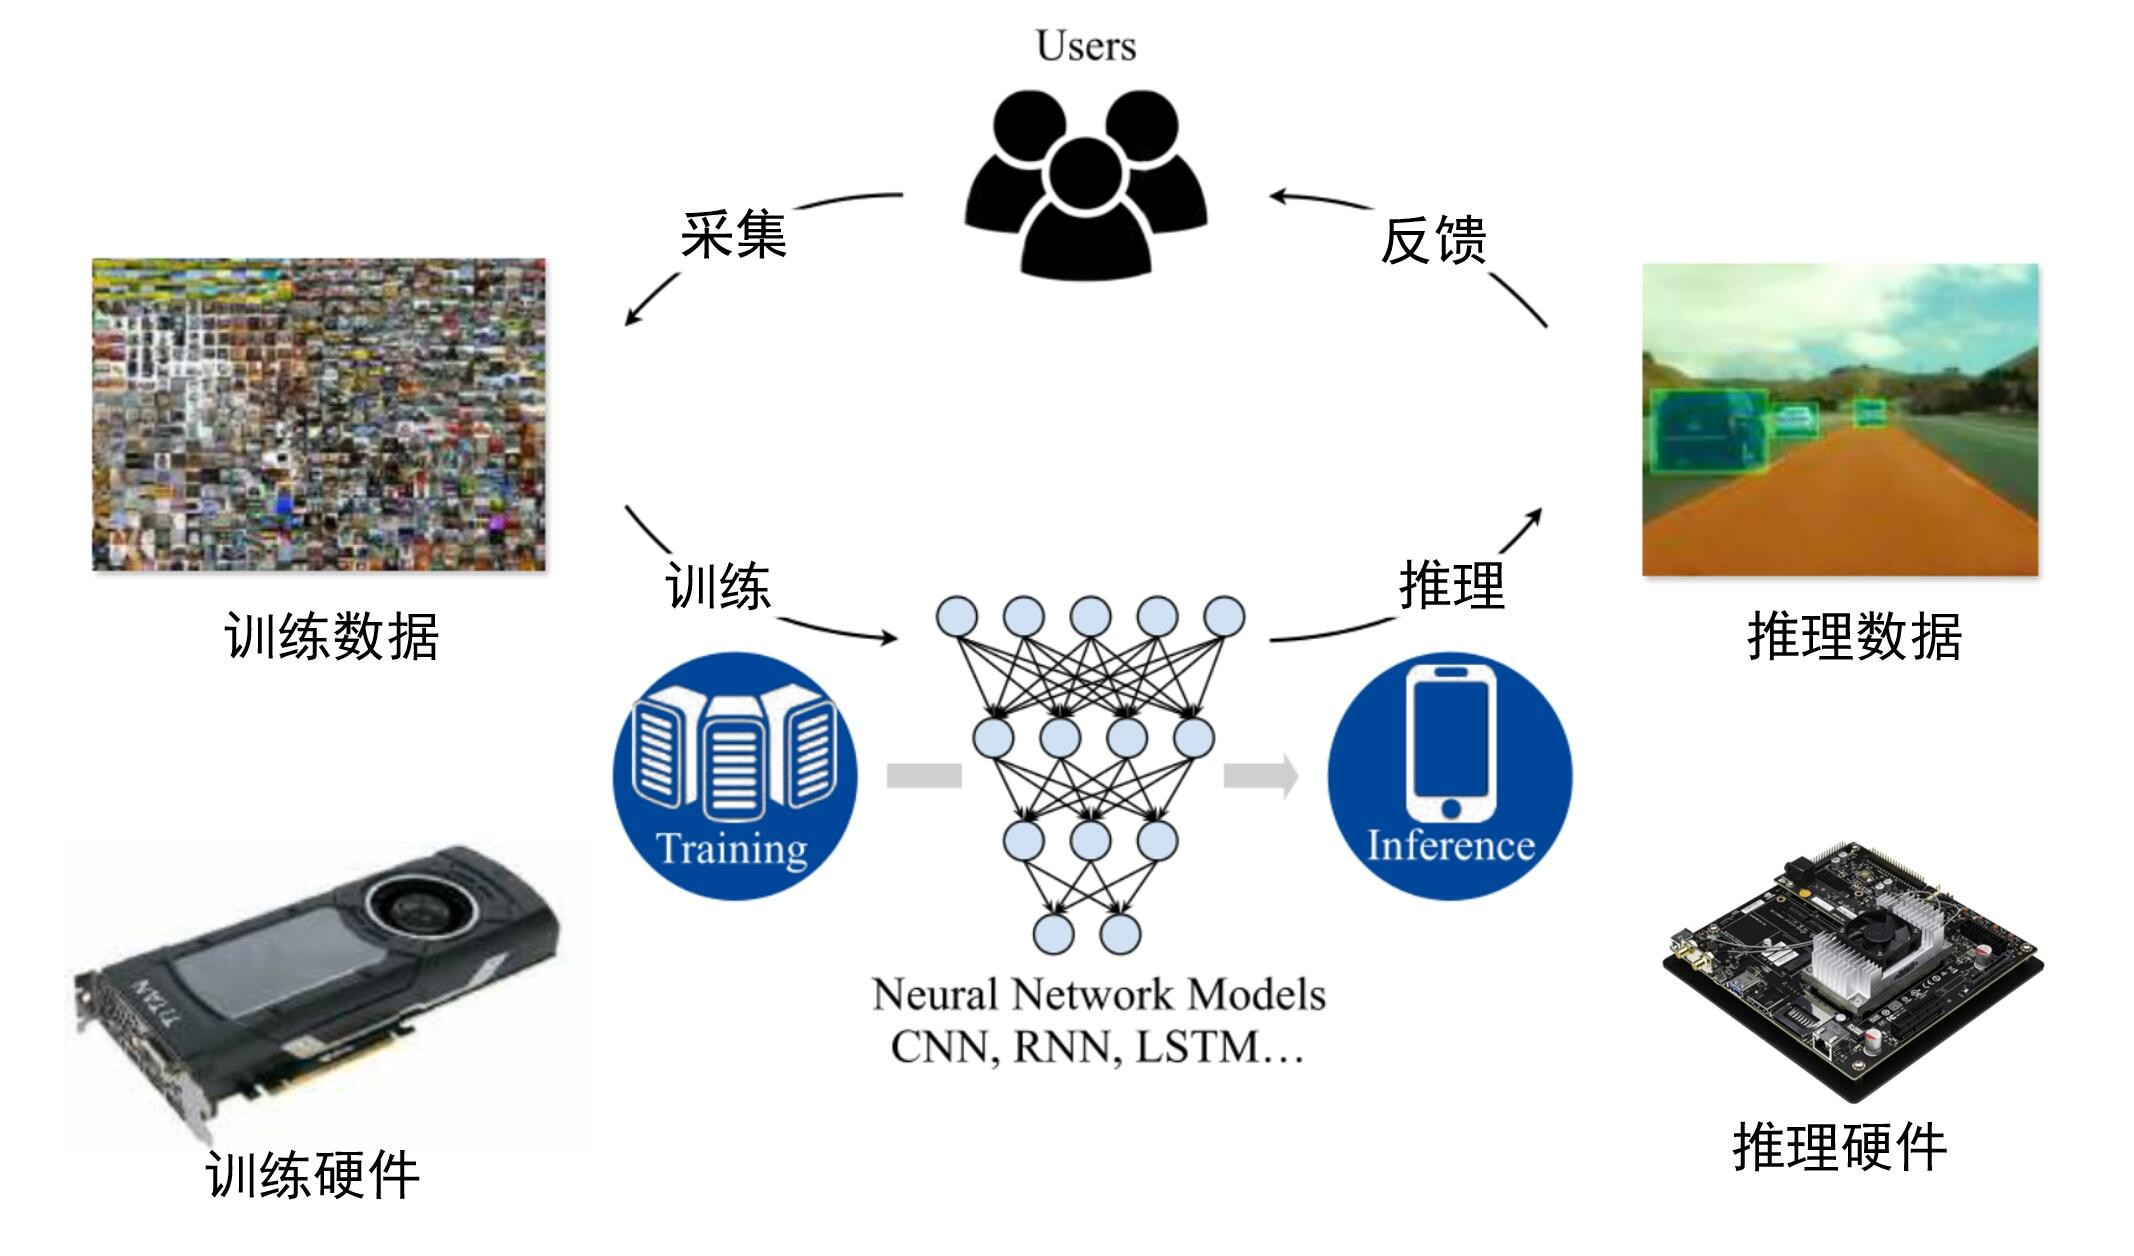 Users
采集
反馈
训练
推理
训练数据
推理数据
Training
Inference
Neural Network Models
CNN, RNN, LSTM…
TITAN
训练硬件
推理硬件